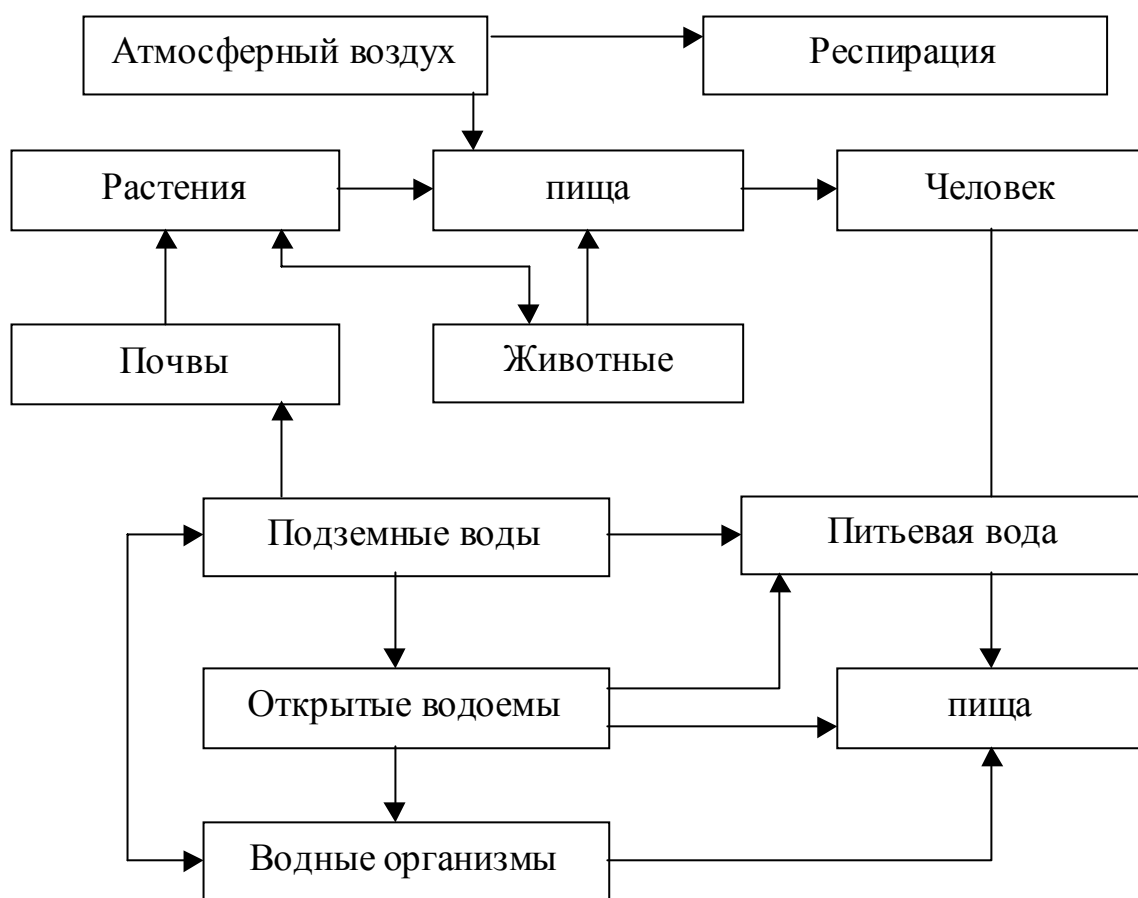 Атмосферный воздух
Респирация
Растения
пища
Человек
Почвы
Животные
Подземные воды
Питьевая вода
Открытые водоемы
пища
Водные организмы